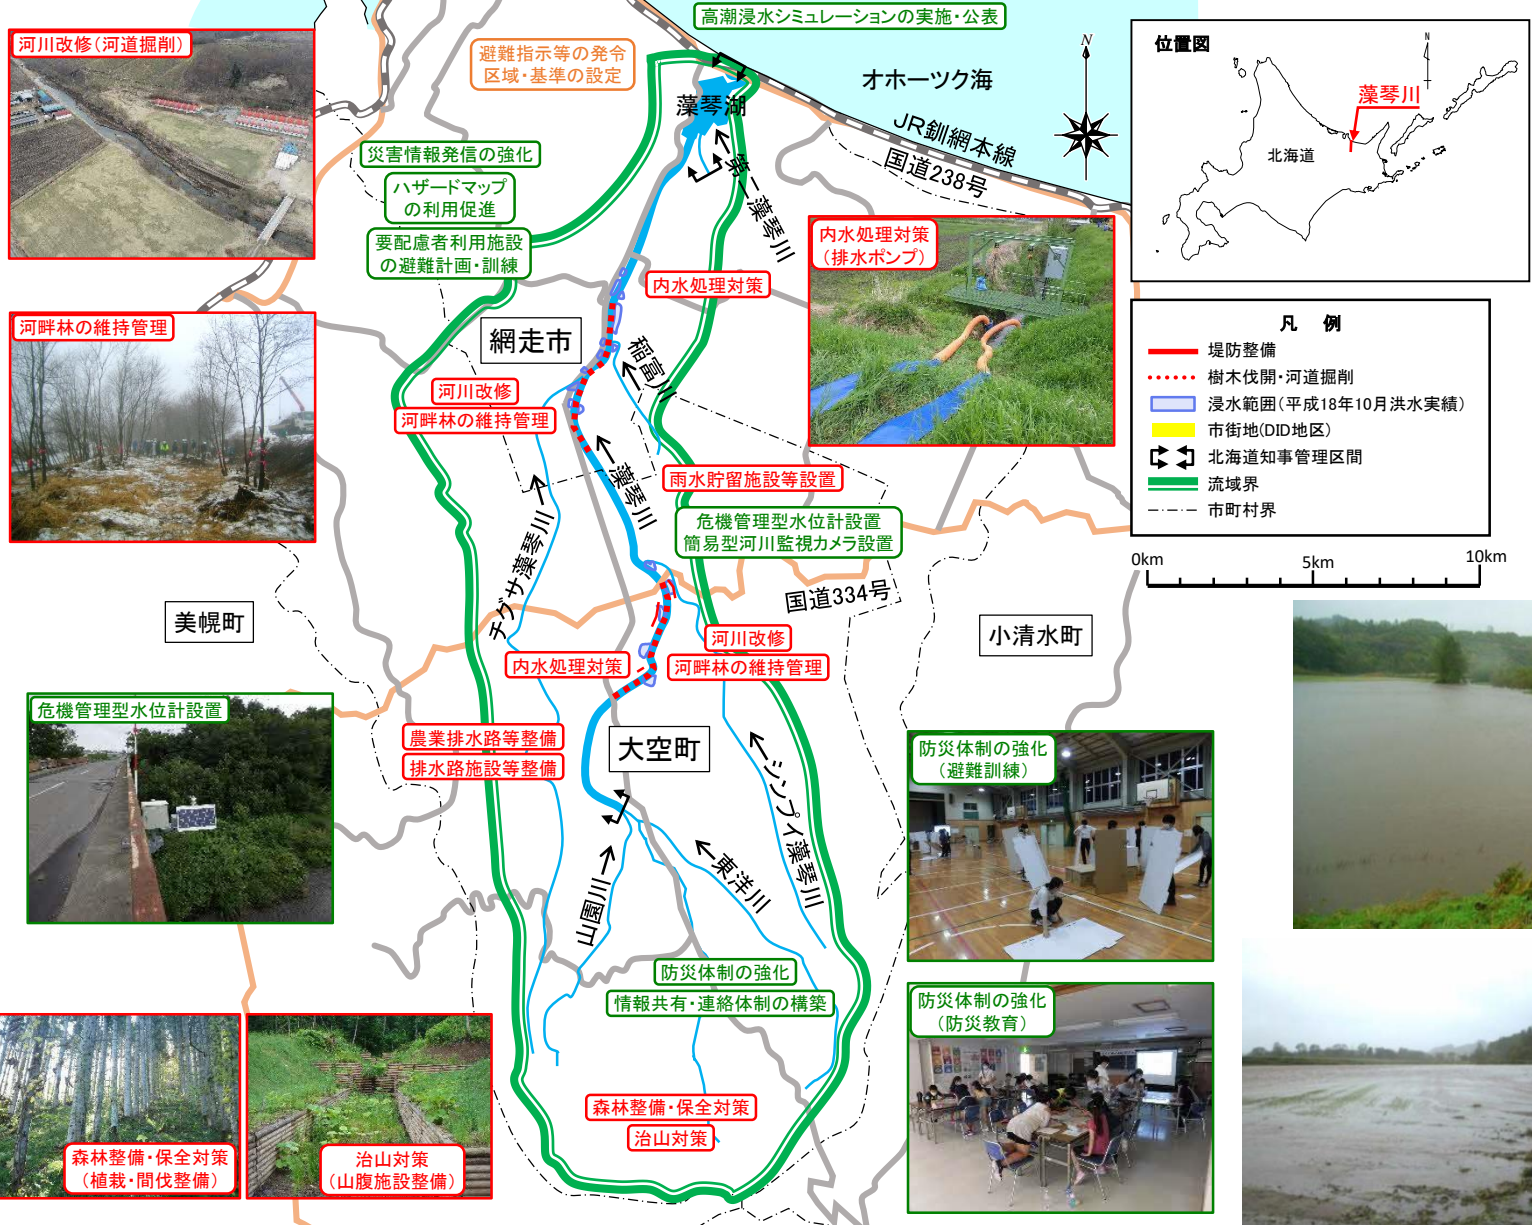 高潮浸水シミュレーションの実施・公表
河川改修(河道掘削)
避難指示等の発令
区域・基準の設定
オホーツク海
藻琴湖
JR釧網本線
国道238号
N
位置図
N
藻琴川
北海道
災害情報発信の強化
ハザードマップ
の利用促進
要配慮者利用施設
の避難計画・訓練
第二藻琴川
内水処理対策
内水処理対策
(排水ポンプ)
河畔林の維持管理
網走市
稲富川
河川改修
河畔林の維持管理
凡 例
堤防整備
樹木伐開・河道掘削
浸水範囲(平成18年10月洪水実績)
市街地(DID地区)
北海道知事管理区間
流域界
市町村界
0km
5km
10km
藻琴川
雨水貯留施設等設置
危機管理型水位計設置
簡易型河川監視カメラ設置
チグサ藻琴川
国道334号
美幌町
小清水町
河川改修
河畔林の維持管理
内水処理対策
危機管理型水位計設置
農業排水路等整備
排水路施設等整備
大空町
シンプイ藻琴川
東洋川
山園川
防災体制の強化
(避難訓練)
防災体制の強化
情報共有・連絡体制の構築
防災体制の強化
(防災教育)
森林整備・保全対策
治山対策
森林整備・保全対策
(植栽・間伐整備)
治山対策
(山腹施設整備)